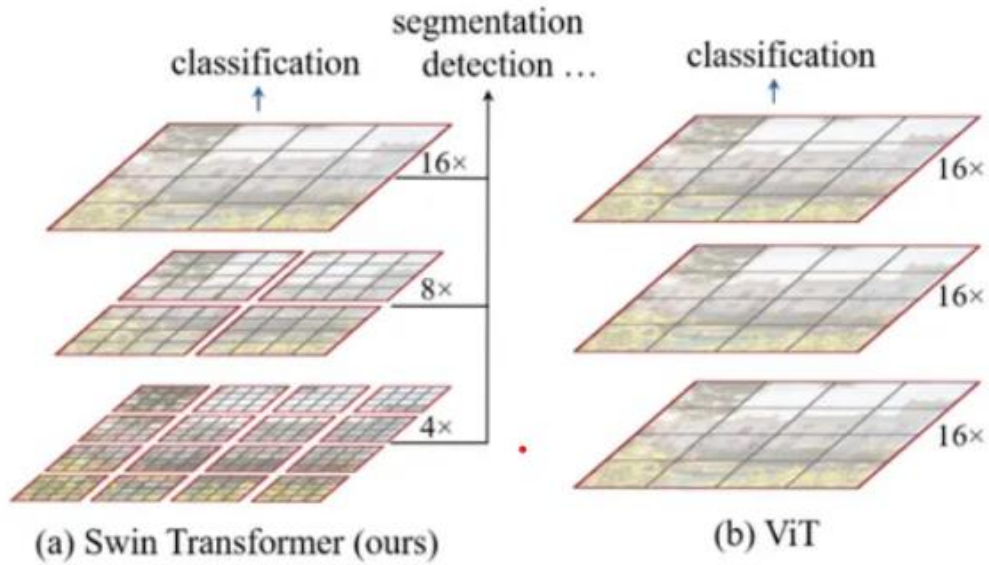 segmentation
classification
detection ...
classification
16×
8×
4×
16×
16×
16×
(a) Swin Transformer (ours)
(b) ViT